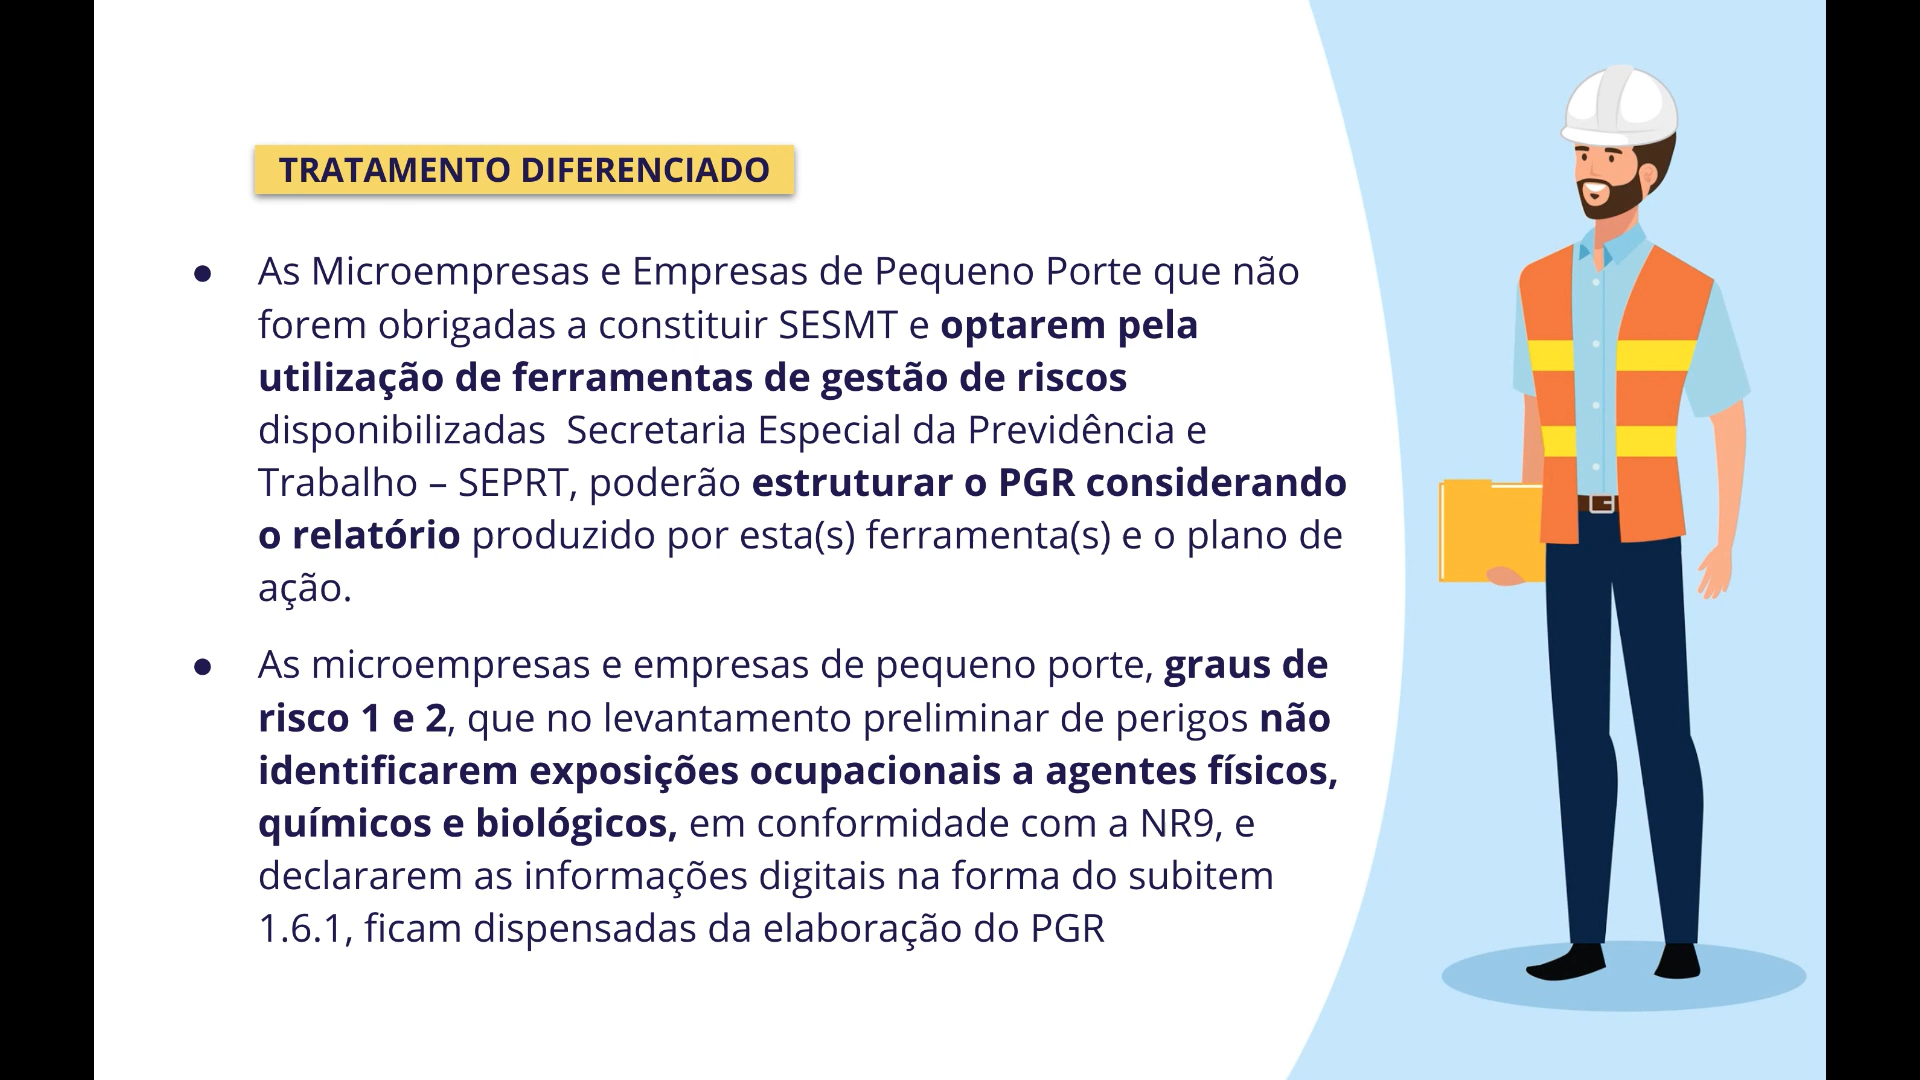 TRATAMENTO DIFERENCIADO
● As Microempresas e Empresas de Pequeno Porte que não
forem obrigadas a constituir SESMT e optarem pela
utilização de ferramentas de gestão de riscos
disponibilizadas  Secretaria Especial da Previdência e
Trabalho – SEPRT, poderão estruturar o PGR considerando
o relatório produzido por esta(s) ferramenta(s) e o plano de
ação.
● As microempresas e empresas de pequeno porte, graus de
risco 1 e 2, que no levantamento preliminar de perigos não
identificarem exposições ocupacionais a agentes físicos,
químicos e biológicos, em conformidade com a NR9, e
declararem as informações digitais na forma do subitem
1.6.1, ficam dispensadas da elaboração do PGR